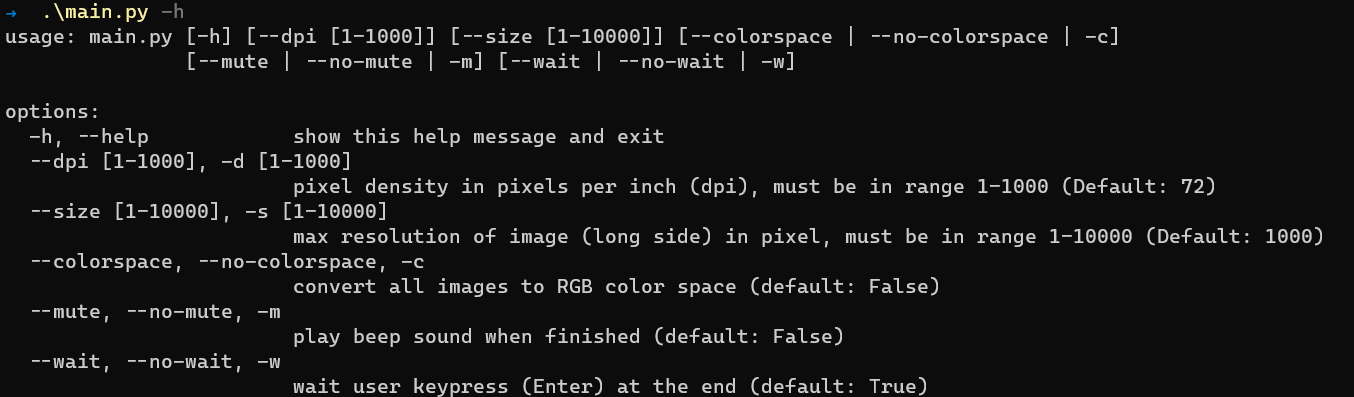 → .\main.py -h
usage: main.py [-h] [--dpi [1-1000]] [--size [1-10000]] [--colorspace | --no-colorspace | -c]
[--mute | --no-mute | -m] [--wait | --no-wait | -w]
options:
-h, --help show this help message and exit
--dpi [1-1000], -d [1-1000]
pixel density in pixels per inch (dpi), must be in range 1-1000 (Default: 72)
--size [1-10000], -s [1-10000]
max resolution of image (long side) in pixel, must be in range 1-10000 (Default: 1000)
--colorspace, --no-colorspace, -c
convert all images to RGB color space (default: False)
--mute, --no-mute, -m
play beep sound when finished (default: False)
--wait, --no-wait, -w
wait user keypress (Enter) at the end (default: True)